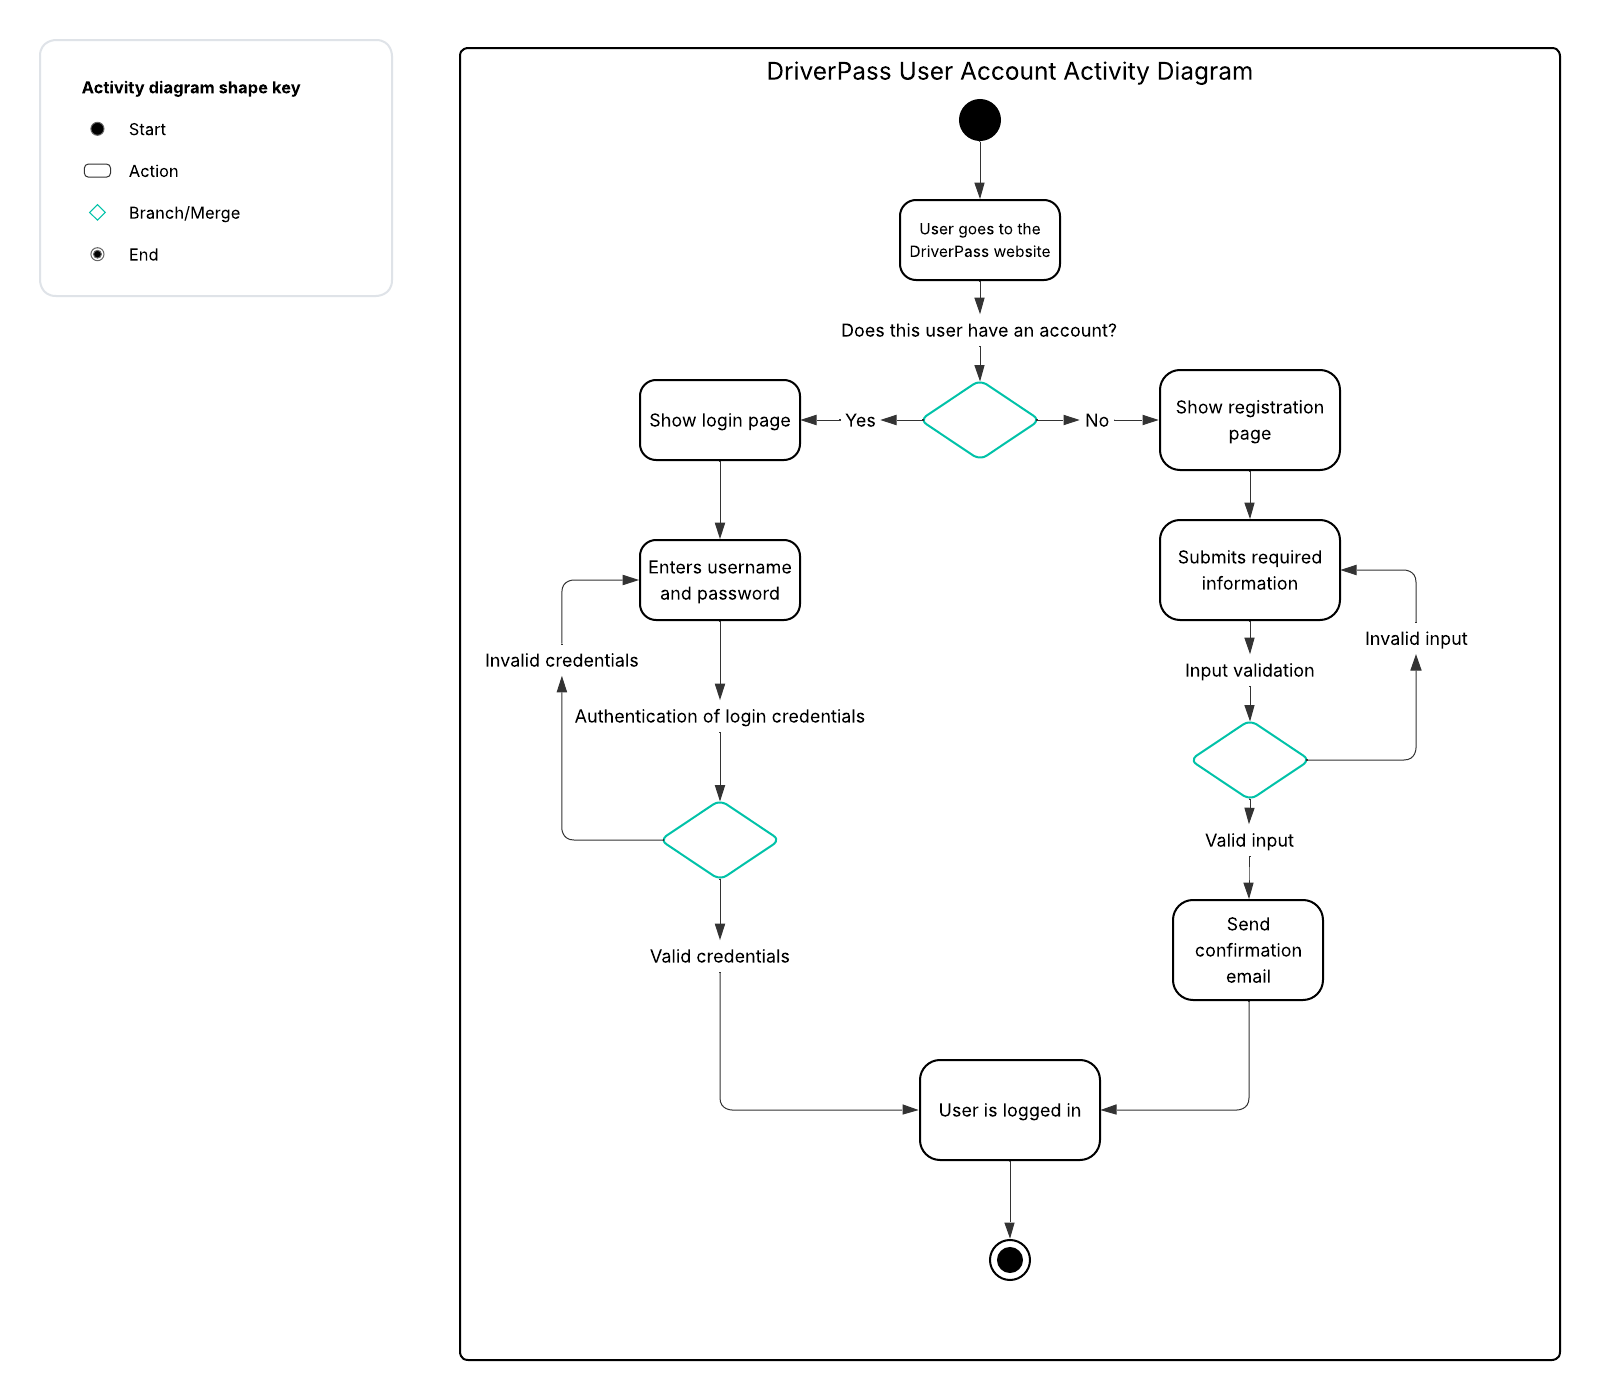 Activity diagram shape key
Start
Action
Branch/Merge
End
DriverPass User Account Activity Diagram
User goes to the
DriverPass website
Does this user have an account?
Show login page
Yes
No
Show registration
page
Enters username
and password
Submits required
information
Invalid credentials
Invalid input
Input validation
Authentication of login credentials
Valid input
Valid credentials
Send
confirmation
email
User is logged in